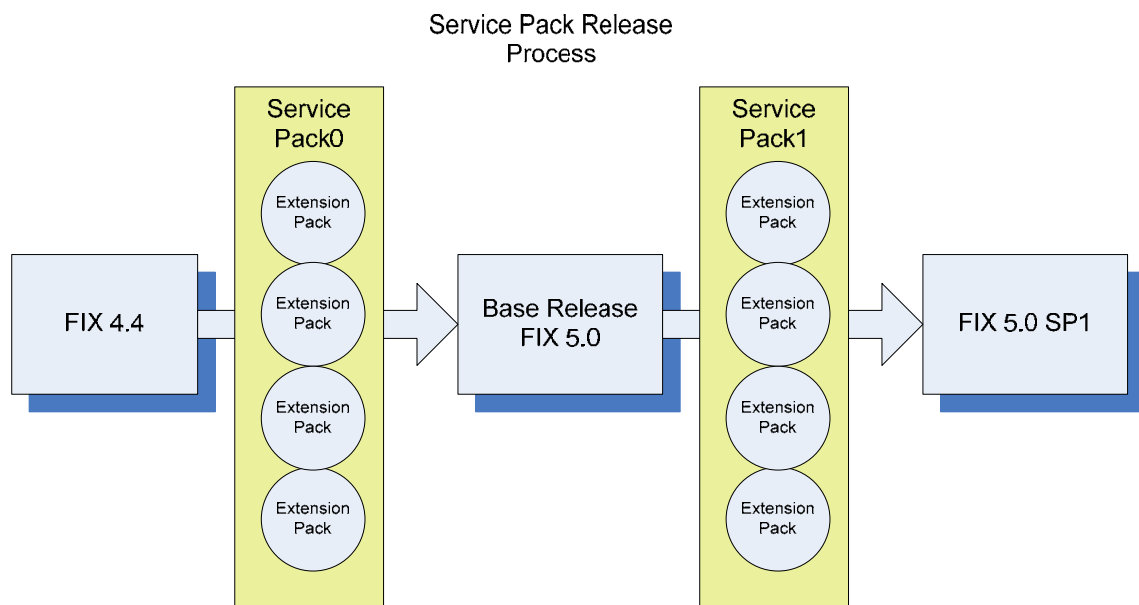 Service Pack Release
Process
Service
Pack0
Extension
Pack
Extension
Pack
Extension
Pack
Extension
Pack
Service
Pack1
Extension
Pack
Extension
Pack
Extension
Pack
Extension
Pack
FIX 4.4
Base Release
FIX 5.0
FIX 5.0 SP1